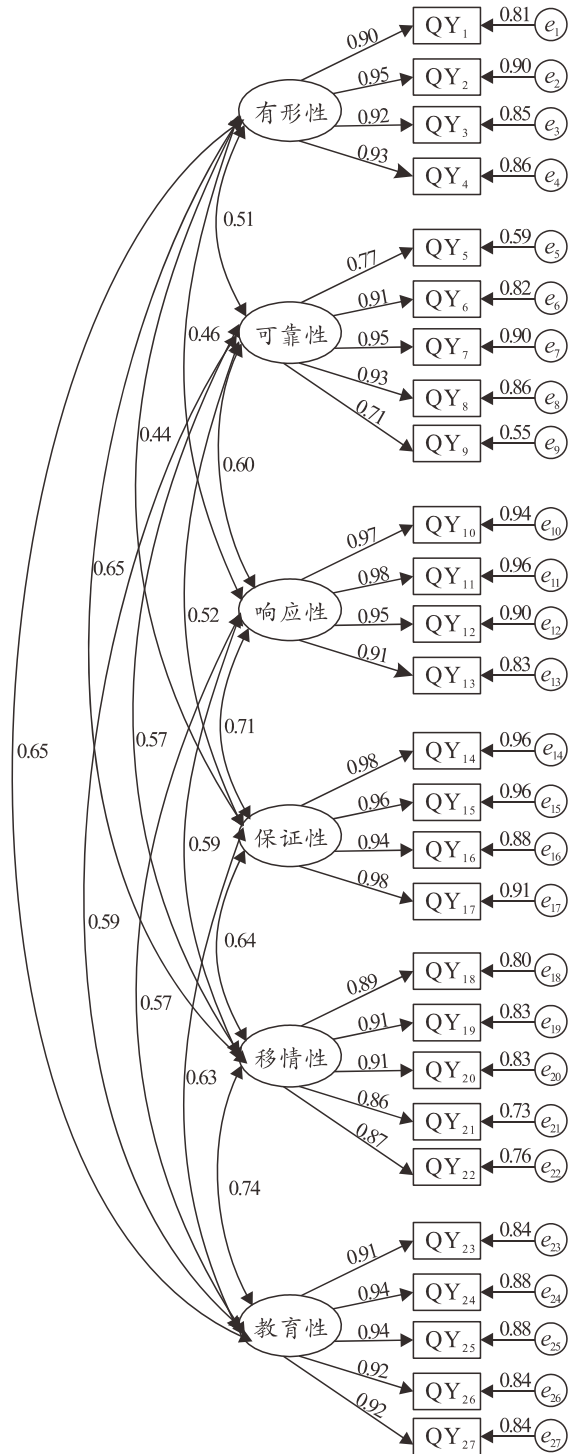 0.90 QY1 0.81 e1
0.95 QY2 0.90 e2
有形性 0.92 QY3 0.85 e3
0.93 QY4 0.86 e4
0.51
0.77 QY5 0.59 e5
0.91 QY6 0.82 e6
0.46 可靠性 0.95 QY7 0.90 e7
0.93 QY8 0.86 e8
0.71 QY9 0.55 e9
0.44
0.60
0.97 QY10 0.94 e10
0.65 0.98 QY11 0.96 e11
0.52 响应性 0.95 QY12 0.90 e12
0.91 QY13 0.83 e13
0.71
0.65 0.57
0.98 QY14 0.96 e14
0.96 QY15 0.96 e15
0.59 保证性 0.94 QY16 0.88 e16
0.98 QY17 0.91 e17
0.59
0.64
0.89 QY18 0.80 e18
0.57 0.91 QY19 0.83 e19
移情性 0.91 QY20 0.83 e20
0.63 0.86 QY21 0.73 e21
0.87 QY22 0.76 e22
0.74
0.91 QY23 0.84 e23
0.94 QY24 0.88 e24
教育性 0.94 QY25 0.88 e25
0.92 QY26 0.84 e26
0.92 QY27 0.84 e27